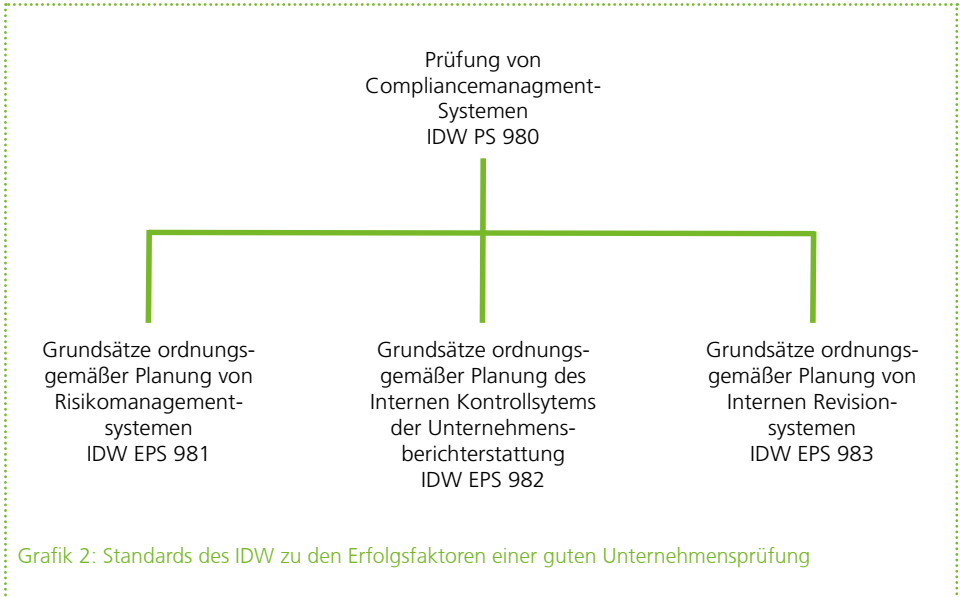 Prüfung von
Compliancemanagment-
Systemen
IDW PS 980
Grundsätze ordnungs-
gemäßer Planung von
Risikomanagement-
systemen
IDW EPS 981
Grundsätze ordnungs-
gemäßer Planung des
Internen Kontrollsytems
der Unternehmens-
berichterstattung
IDW EPS 982
Grundsätze ordnungs-
gemäßer Planung von
Internen Revision-
systemen
IDW EPS 983
Grafik 2: Standards des IDW zu den Erfolgsfaktoren einer guten Unternehmensprüfung